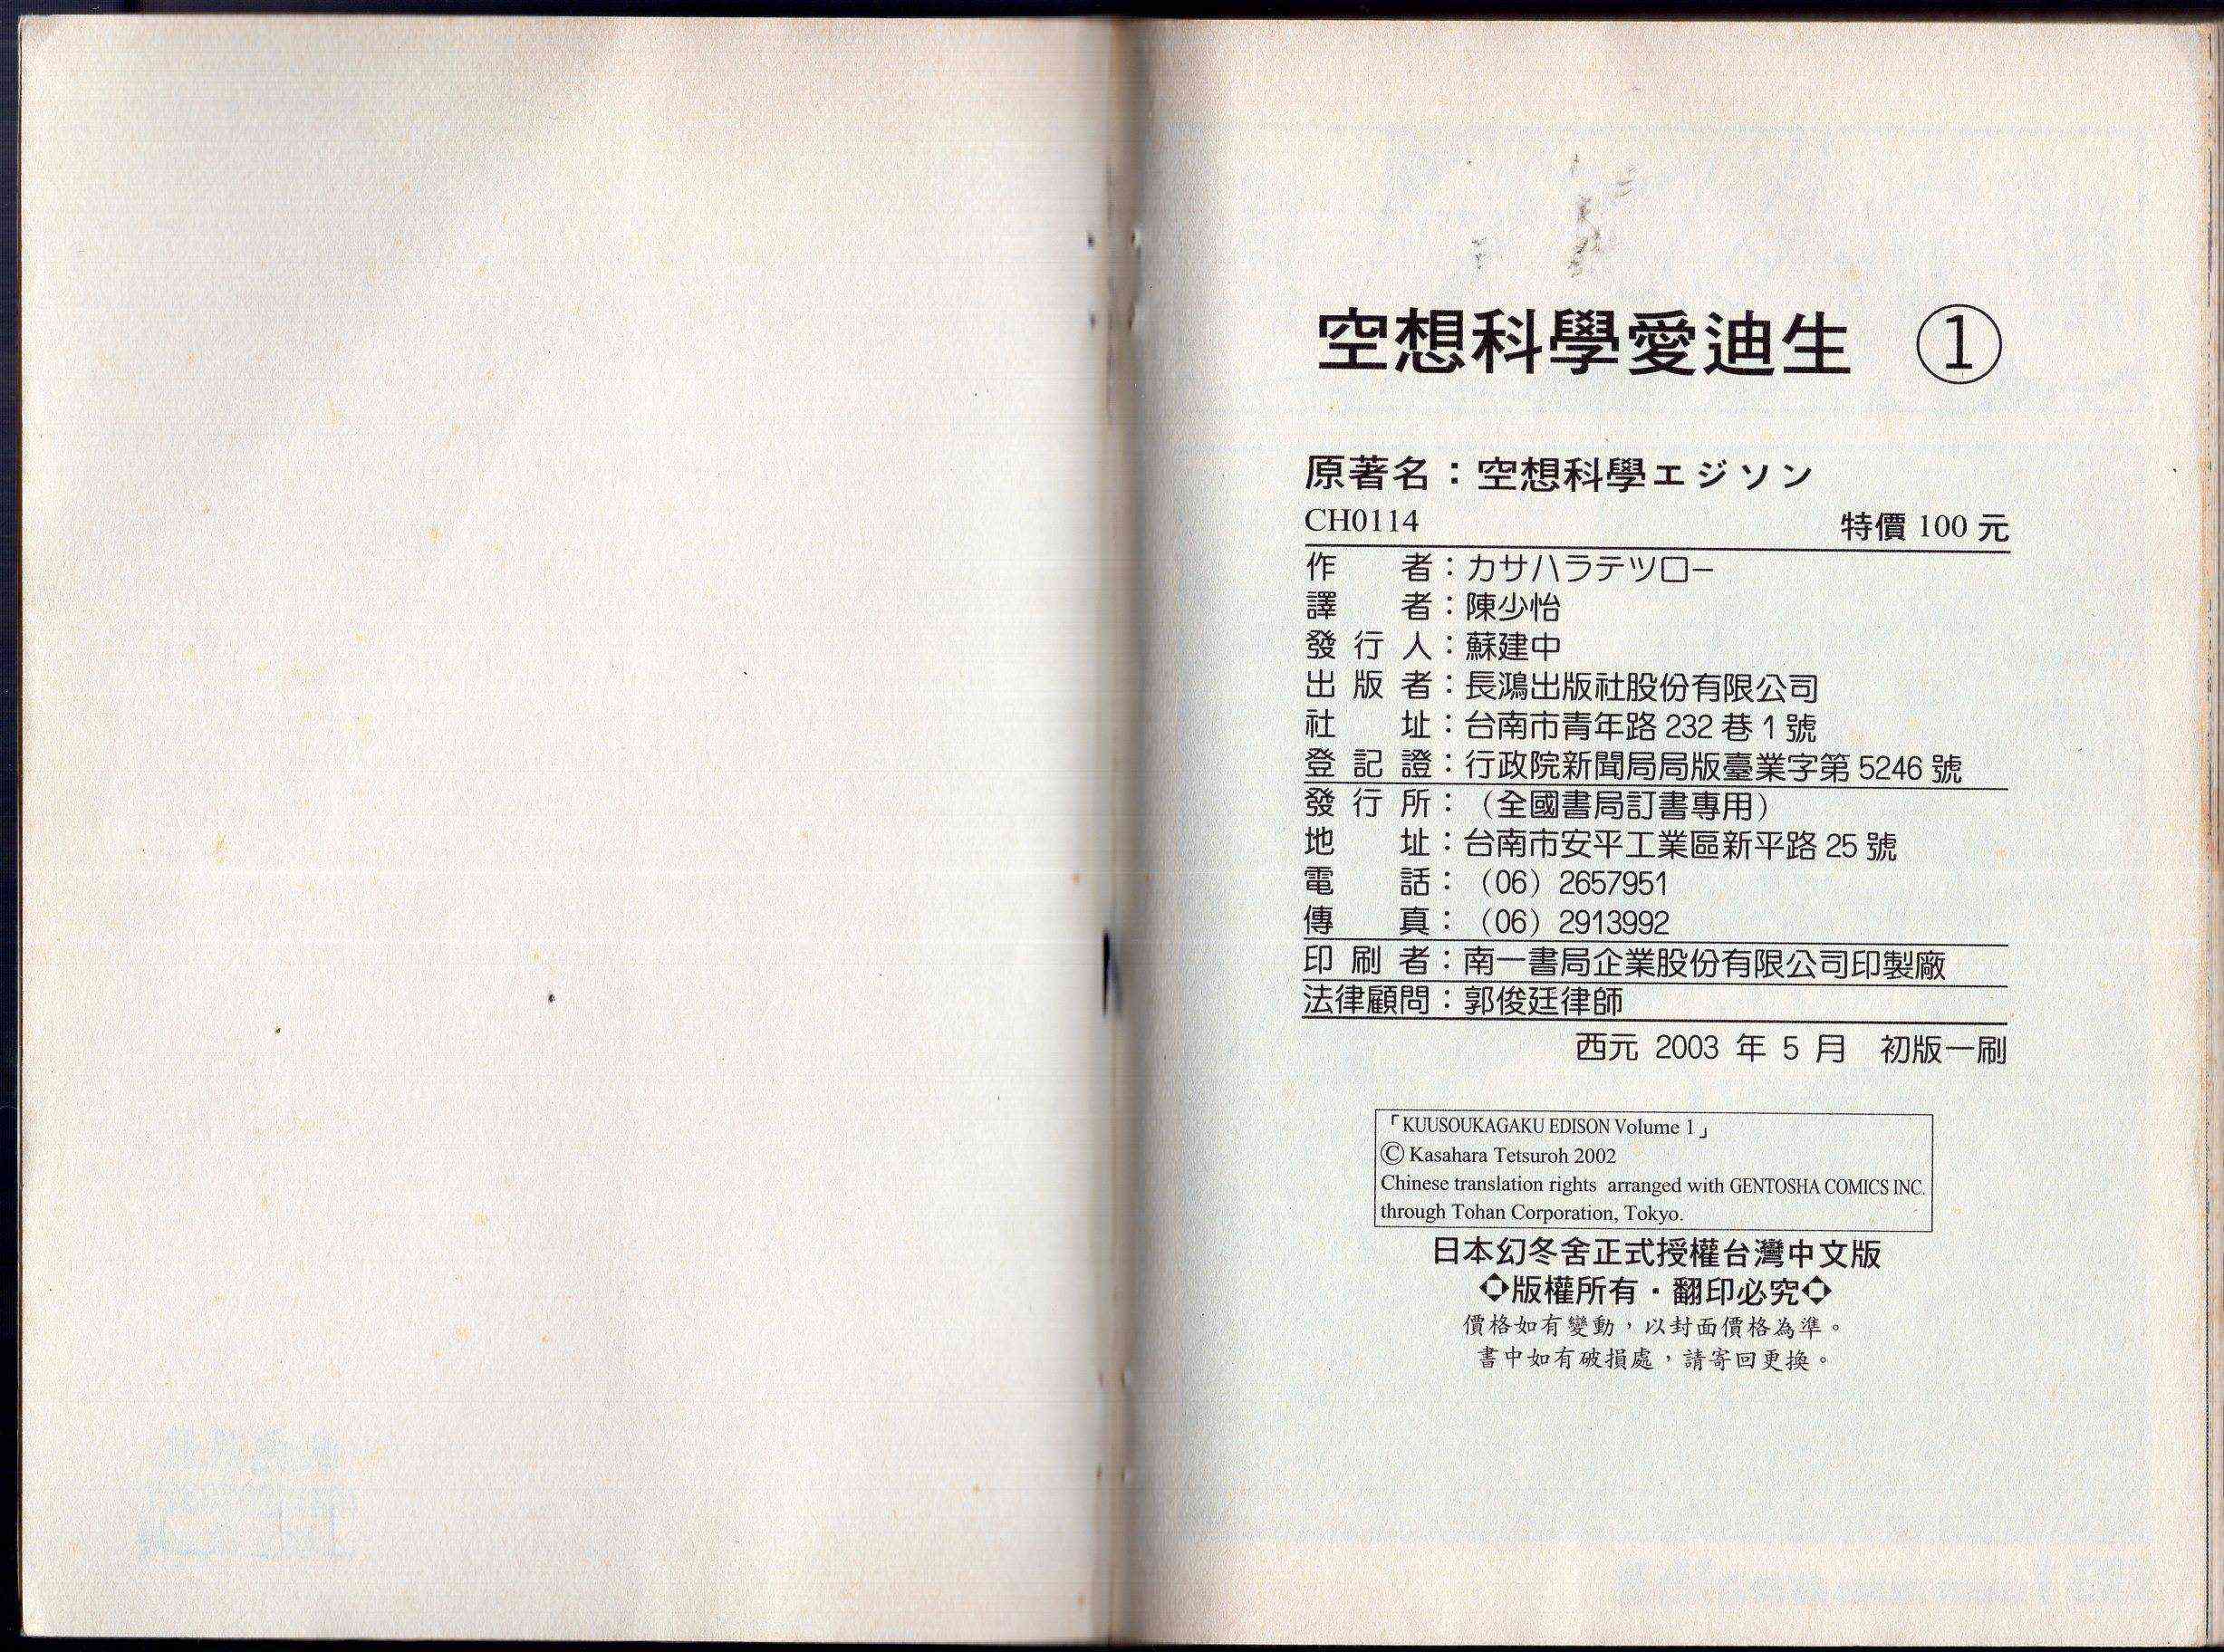 空想科學愛迪生 ①
原著名：空想科學エジソン
CH0114 特價 100 元
作者：カサハラテツロー
譯者：陳少怡
發行人：蘇建中
出版者：長鴻出版社股份有限公司
社址：台南市青年路 232 巷 1 號
登記證：行政院新聞局局版臺業字第 5246 號
發行所：（全國書局訂書專用）
地址：台南市安平工業區新平路 25 號
電話：（06）2657951
傳真：（06）2913992
印刷者：南一書局企業股份有限公司印製廠
法律顧問：郭俊廷律師
西元 2003 年 5 月 初版一刷
「KUUSOUKAGAKU EDISON Volume 1」
© Kasahara Tetsuroh 2002
Chinese translation rights arranged with GENTOSHA COMICS INC.
through Tohan Corporation, Tokyo.
日本幻冬舍正式授權台灣中文版
◇版權所有・翻印必究◇
價格如有變動，以封面價格為準。
書中如有破損處，請寄回更換。